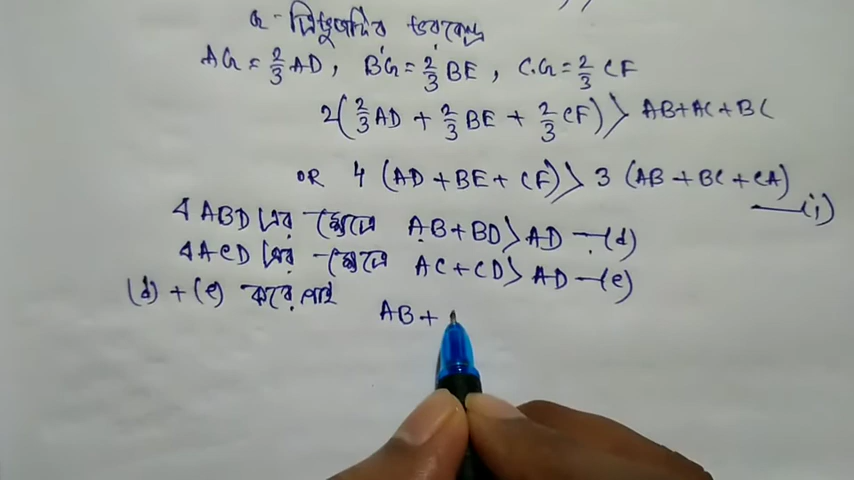 G - ত্রিভুজটির ভরকেন্দ্র
AG = 2/3 AD, BG = 2/3 BE, CG = 2/3 CF
2(2/3 AD + 2/3 BE + 2/3 CF) > AB+AC+BC
OR 4 (AD+BE+CF) > 3 (AB+BC+CA)
—(i)
△ ABD এর ক্ষেত্রে AB+BD > AD —(d)
△ ACD এর ক্ষেত্রে AC+CD > AD —(e)
(d) + (e) করে পাই
AB+